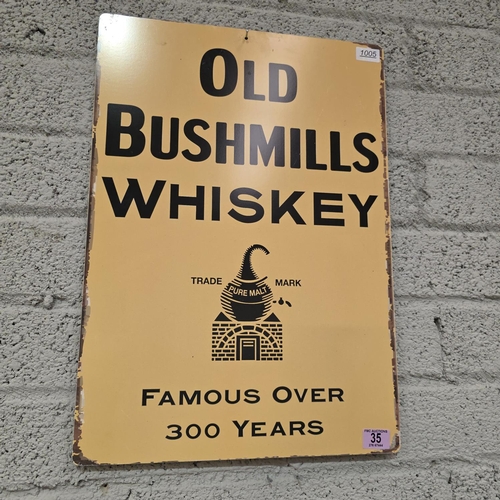 1005
OLD
BUSHMILLS
WHISKEY
TRADE MARK
PURE MALT
FAMOUS OVER
300 YEARS
35